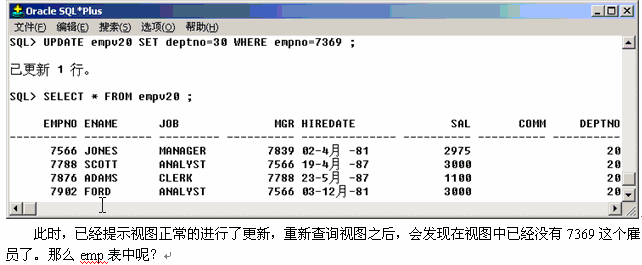 Oracle SQL*Plus
文件(F) 编辑(E) 搜索(S) 选项(O) 帮助(H)
SQL> UPDATE empv20 SET deptno=30 WHERE empno=7369 ;
已更新 1 行。
SQL> SELECT * FROM empv20 ;
EMPNO ENAME JOB MGR HIREDATE SAL COMM DEPTNO
---------- ---------- --------- ---------- -------------- ---------- ---------- ----------
7566 JONES MANAGER 7839 02-4月 -81 2975 20
7788 SCOTT ANALYST 7566 19-4月 -87 3000 20
7876 ADAMS CLERK 7788 23-5月 -87 1100 20
7902 FORD ANALYST 7566 03-12月-81 3000 20
此时，已经提示视图正常的进行了更新，重新查询视图之后，会发现在视图中已经没有 7369 这个雇
员了。那么 emp 表中呢？